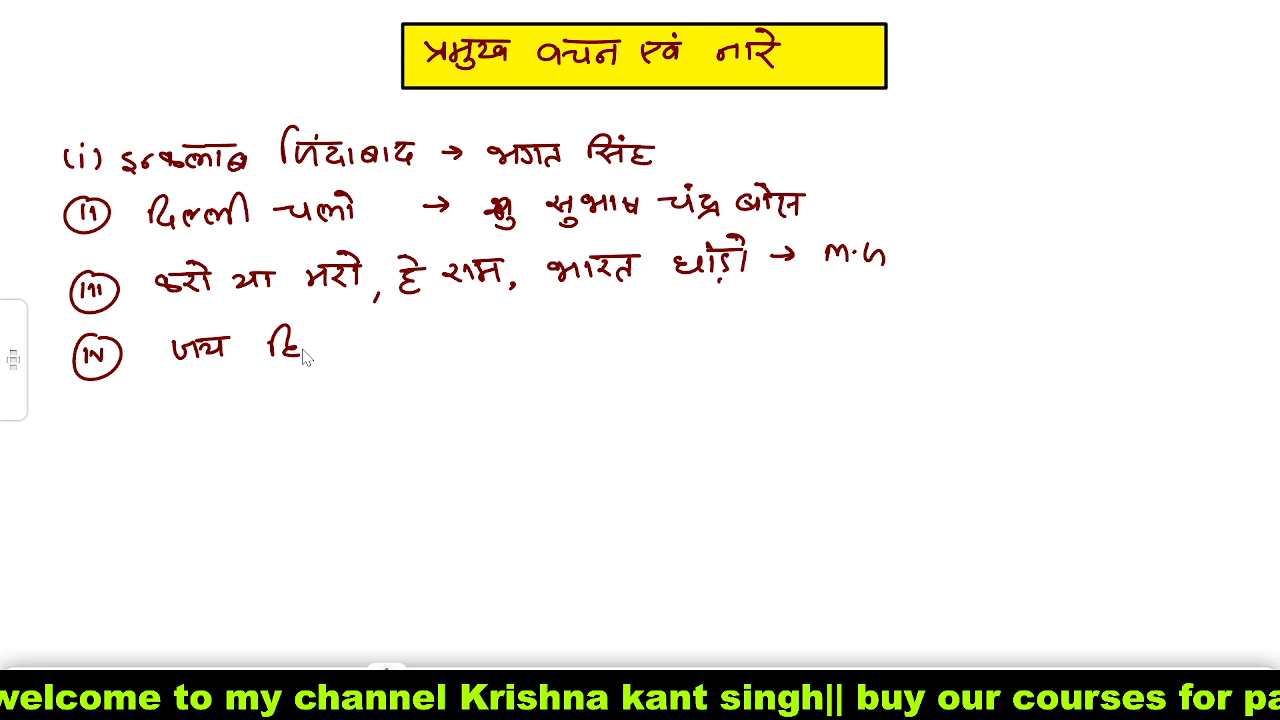 प्रमुख वचन एवं नारे
(i) इन्कलाब जिंदाबाद → भगत सिंह
(ii) दिल्ली चलो → सुभाष चंद्र बोस
(iii) करो या मरो, हे राम, भारत छोड़ो → M.G
(iv) जय हि
welcome to my channel Krishna kant singh|| buy our courses for pa